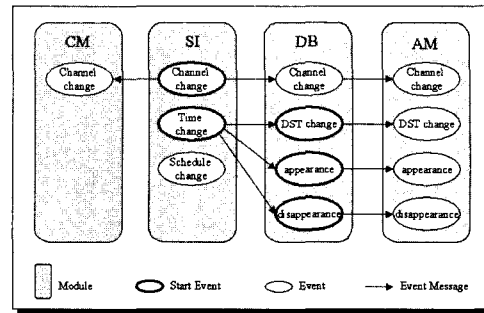 CM SI DB AM
Channel change
Channel change
Channel change
Channel change
Time change
DST change
DST change
Schedule change
appearance
appearance
disappearance
disappearance
Module Start Event Event Event Message